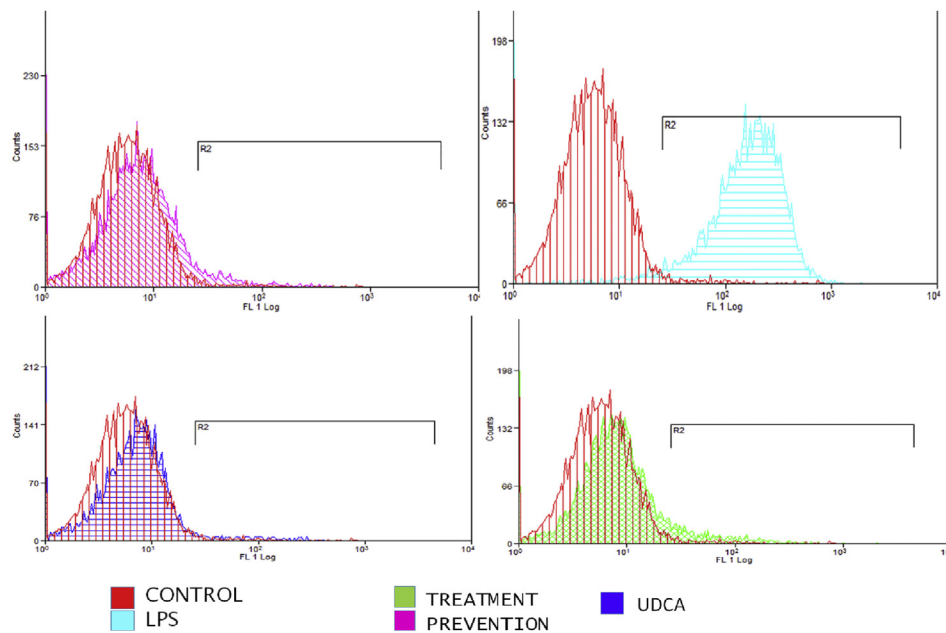 230
153
76
0
Counts
R2
10⁰ 10¹ 10² 10³ 10⁴
FL 1 Log
198
132
66
0
Counts
R2
10⁰ 10¹ 10² 10³ 10⁴
FL 1 Log
212
141
70
0
Counts
R2
10⁰ 10¹ 10² 10³ 10⁴
FL 1 Log
198
132
66
0
Counts
R2
10⁰ 10¹ 10² 10³ 10⁴
FL 1 Log
CONTROL
LPS
TREATMENT
PREVENTION
UDCA